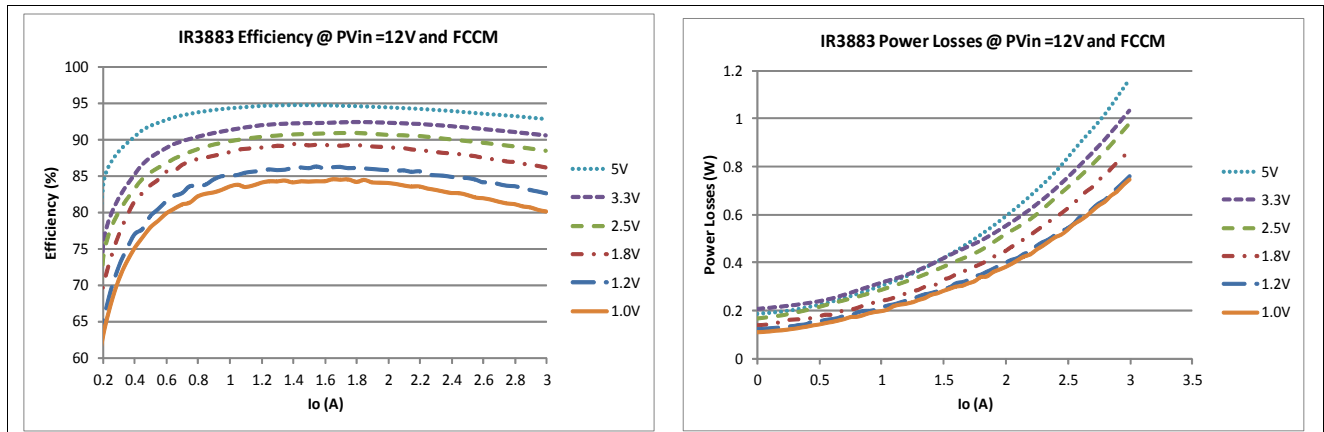 IR3883 Efficiency @ PVin =12V and FCCM
Efficiency (%)
100
95
90
85
80
75
70
65
60
0.2 0.4 0.6 0.8 1 1.2 1.4 1.6 1.8 2 2.2 2.4 2.6 2.8 3
Io (A)
5V
3.3V
2.5V
1.8V
1.2V
1.0V
IR3883 Power Losses @ PVin =12V and FCCM
Power Losses (W)
1.2
1
0.8
0.6
0.4
0.2
0
0 0.5 1 1.5 2 2.5 3 3.5
Io (A)
5V
3.3V
2.5V
1.8V
1.2V
1.0V